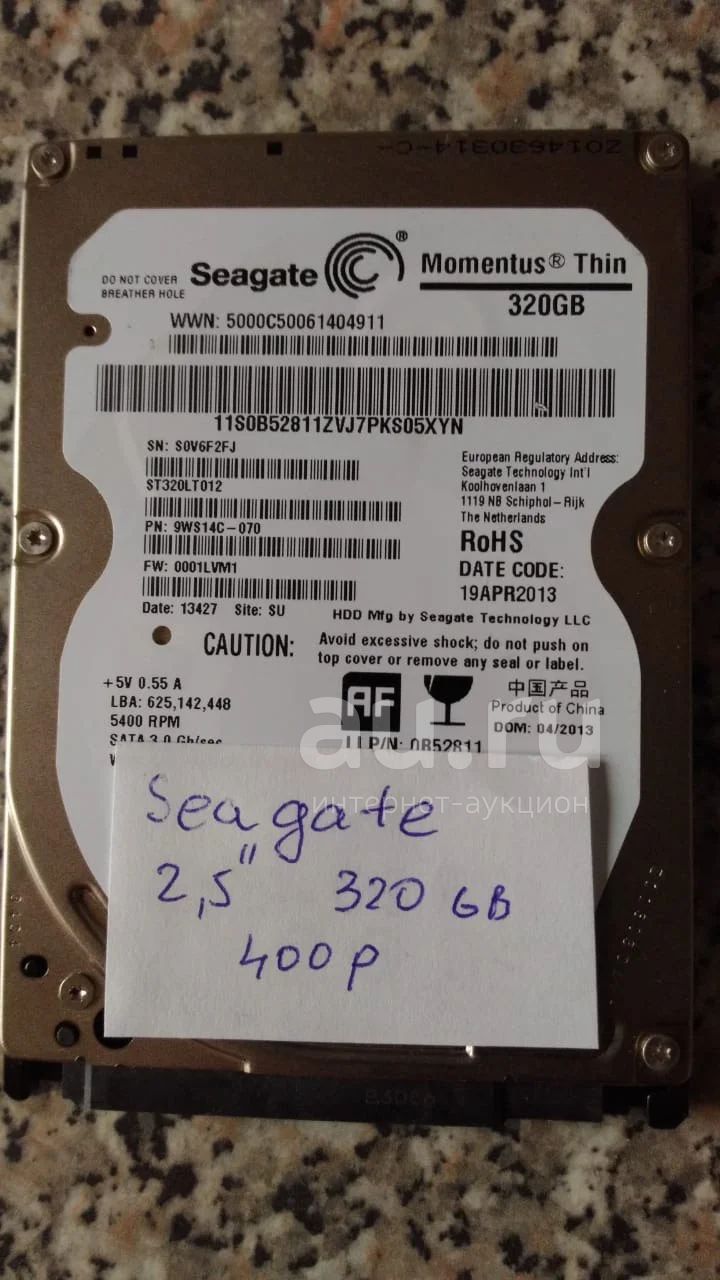 Z014630314-C-
DO NOT COVER
BREATHER HOLE
Seagate®
Momentus® Thin
320GB
WWN: 5000C50061404911
11S0B52811ZVJ7PKS05XYN
SN: S0V6F2FJ
ST320LT012
PN: 9WS14C-070
FW: 0001LVM1
Date: 13427 Site: SU
European Regulatory Address:
Seagate Technology Int'l
Koolhovenlaan 1
1119 NB Schiphol-Rijk
The Netherlands
RoHS
DATE CODE:
19APR2013
HDD Mfg by Seagate Technology LLC
CAUTION:
Avoid excessive shock; do not push on
top cover or remove any seal or label.
+5V 0.55 A
LBA: 625,142,448
5400 RPM
SATA 3.0 Gb/sec
AF
中国产品
Product of China
DOM: 04/2013
LLP/N: 0B52811
au.ru
интернет-аукцион
Seagate
2,5" 320 GB
400р